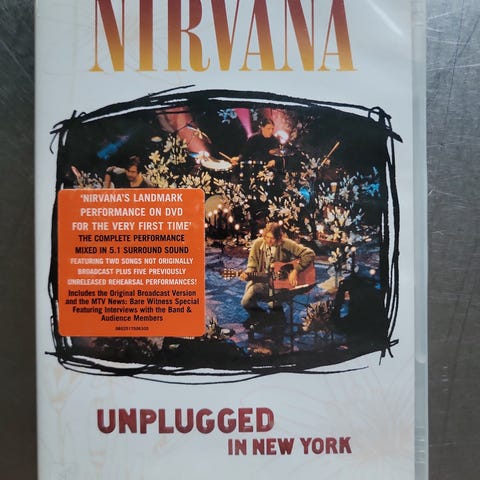 NIRVANA
'NIRVANA'S LANDMARK
PERFORMANCE ON DVD
FOR THE VERY FIRST TIME'
THE COMPLETE PERFORMANCE
MIXED IN 5.1 SURROUND SOUND
FEATURING TWO SONGS NOT ORIGINALLY
BROADCAST PLUS FIVE PREVIOUSLY
UNRELEASED REHEARSAL PERFORMANCES!
Includes the Original Broadcast Version
and the MTV News: Bare Witness Special
Featuring Interviews with the Band &
Audience Members
UNPLUGGED
IN NEW YORK